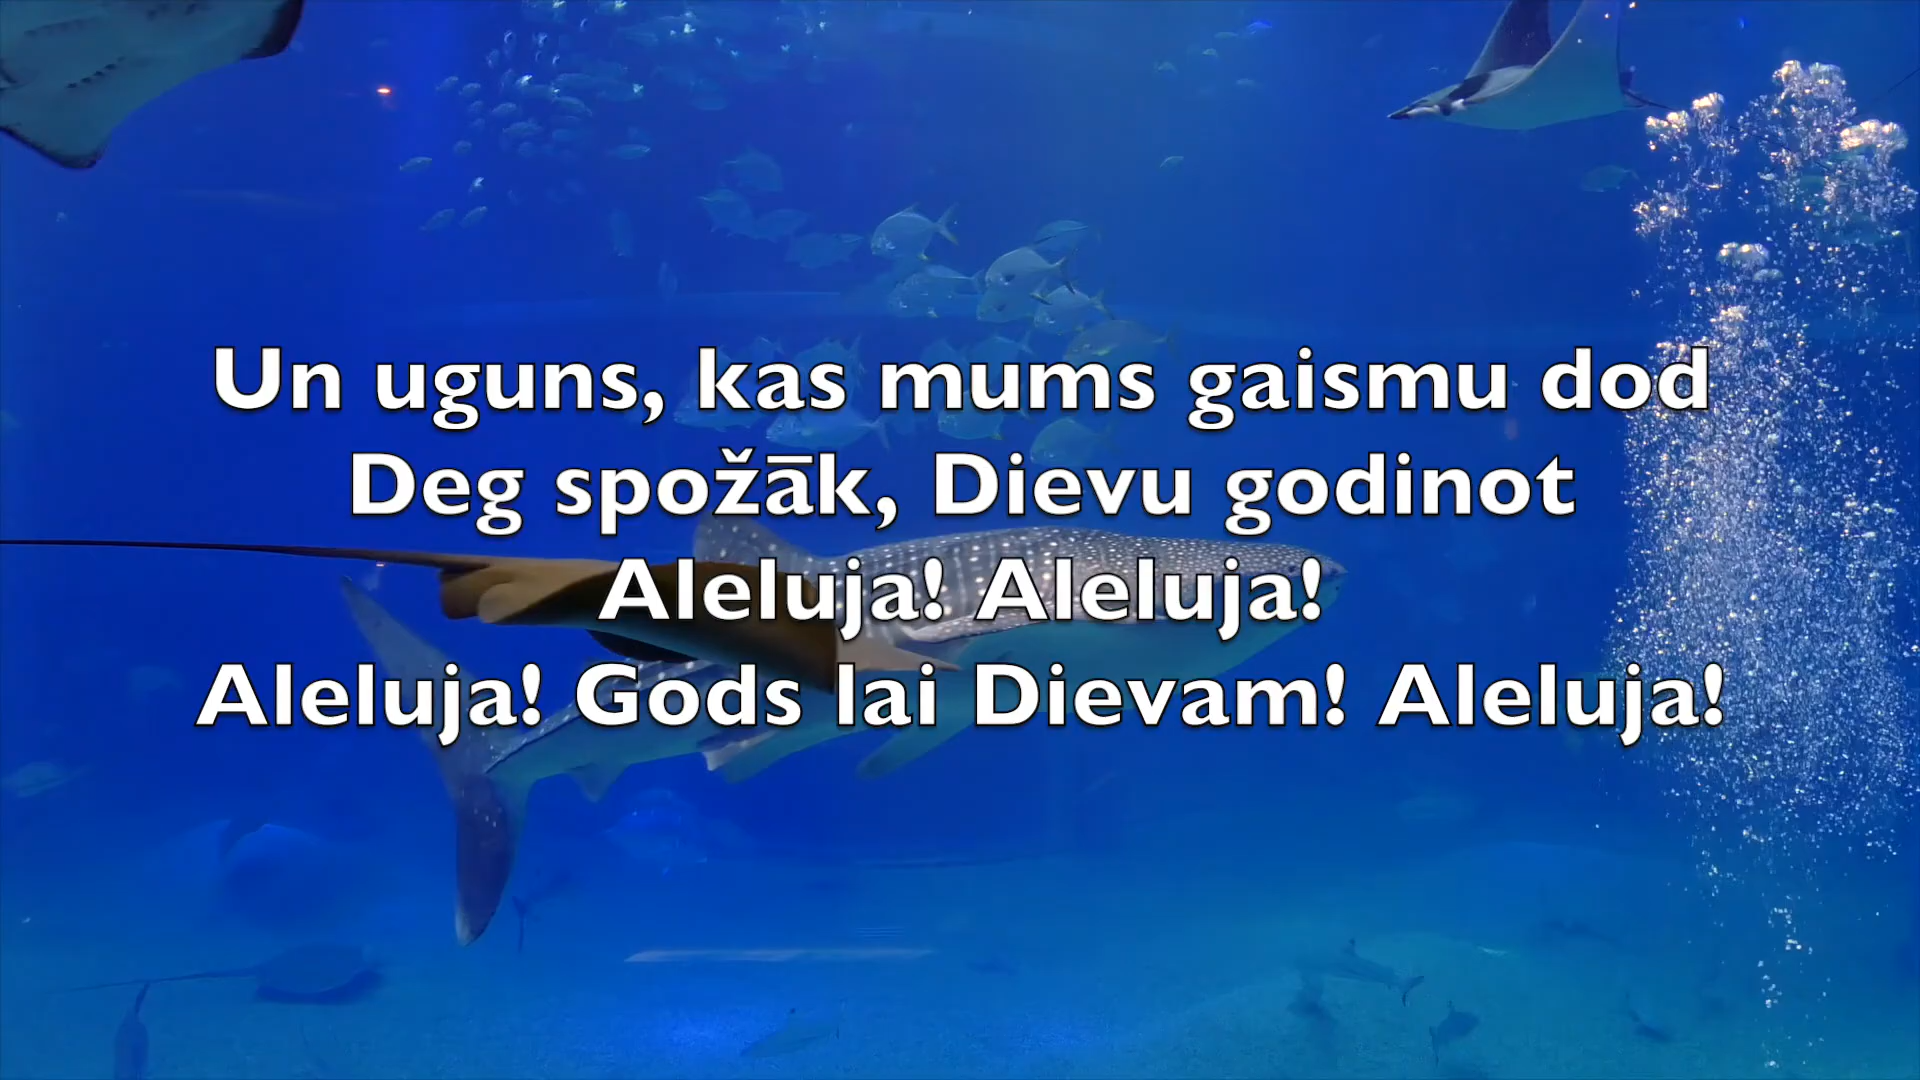 Un uguns, kas mums gaismu dod
Deg spožāk, Dievu godinot
Aleluja! Aleluja!
Aleluja! Gods lai Dievam! Aleluja!